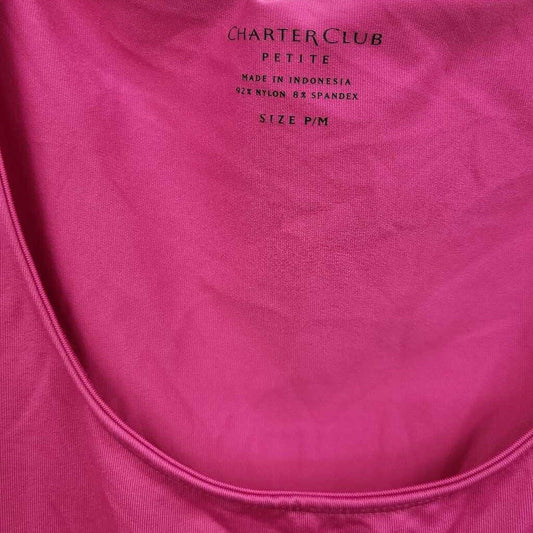 CHARTER CLUB
PETITE
MADE IN INDONESIA
92% NYLON 8% SPANDEX
SIZE P/M